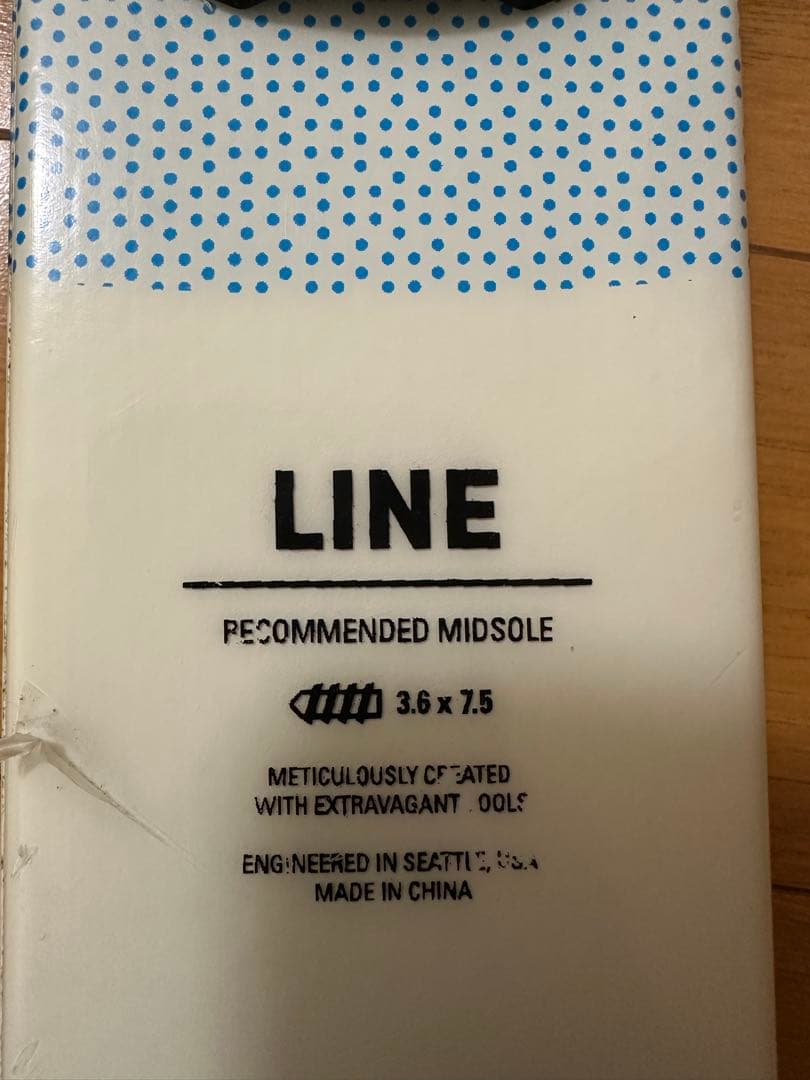 LINE
RECOMMENDED MIDSOLE
3.6 x 7.5
METICULOUSLY CREATED
WITH EXTRAVAGANT TOOLS
ENGINEERED IN SEATTLE, USA
MADE IN CHINA